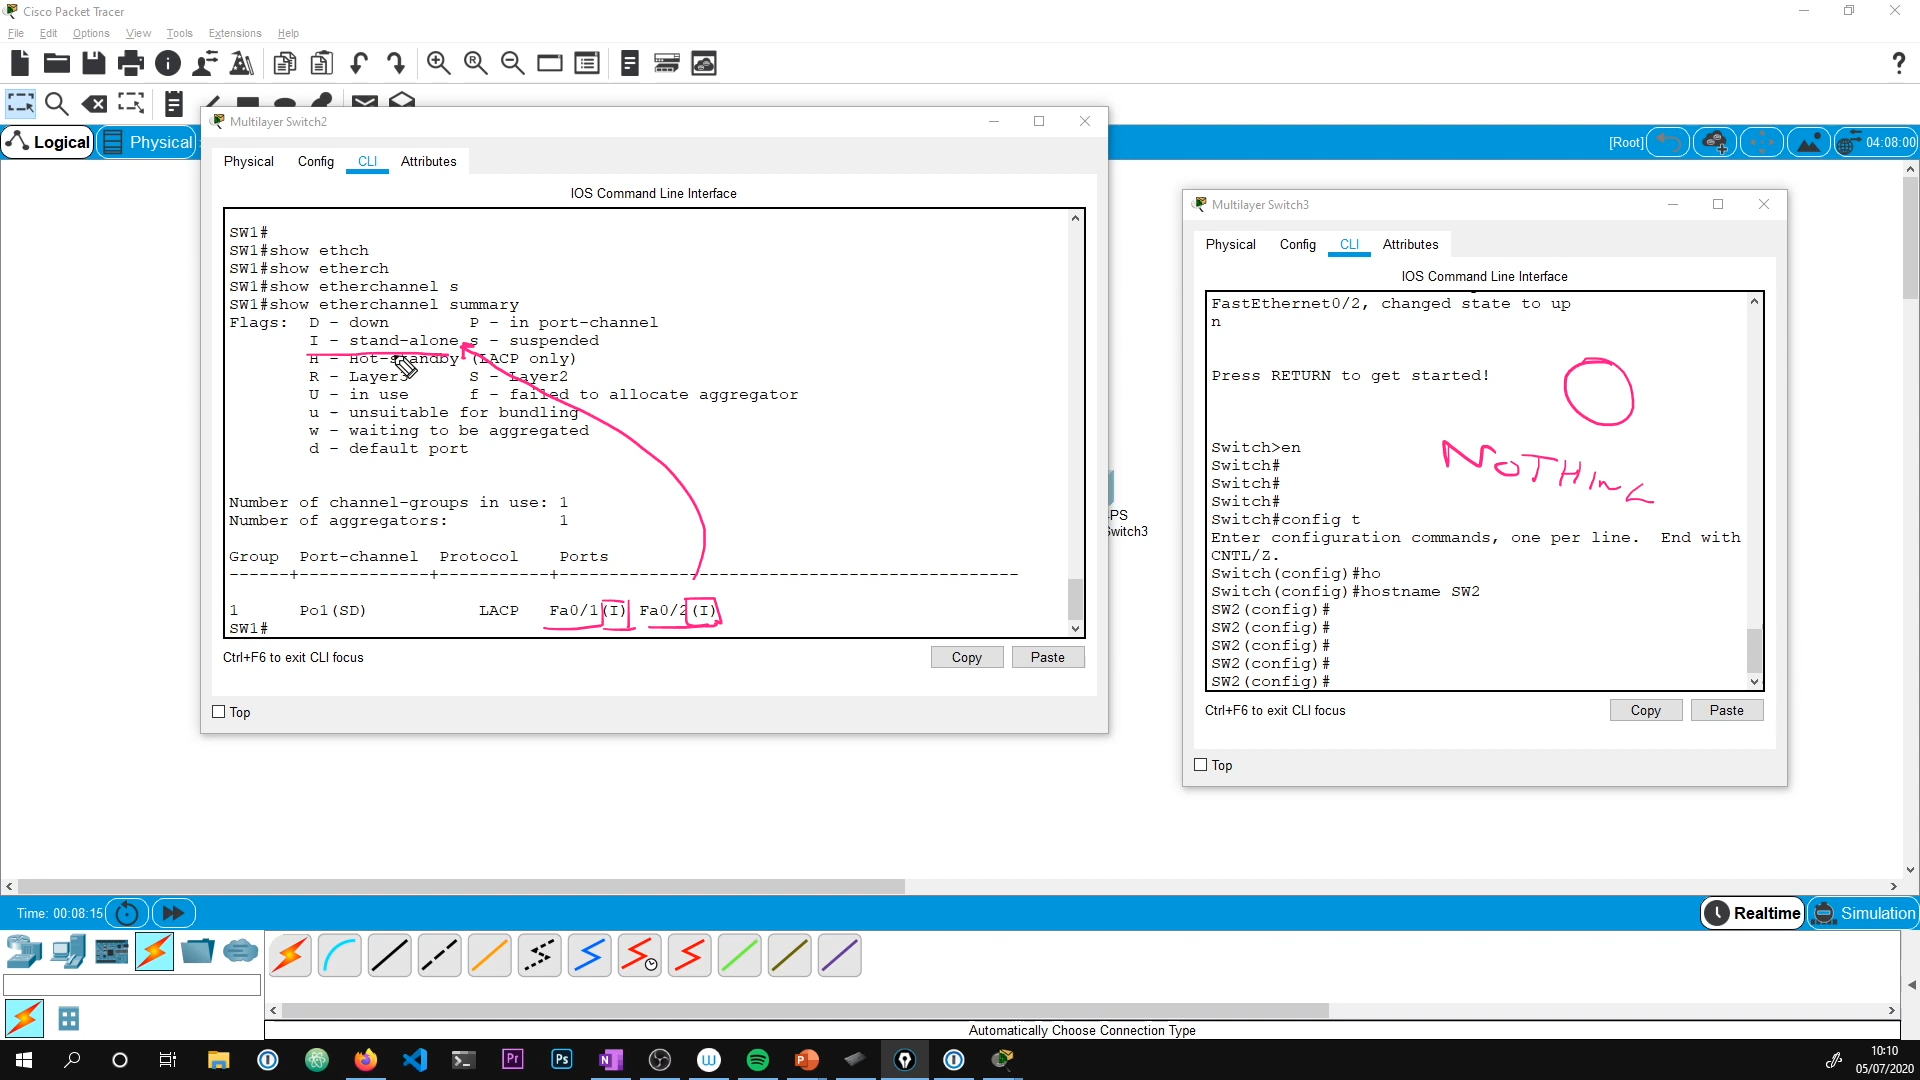 Cisco Packet Tracer
File Edit Options View Tools Extensions Help
Logical Physical [Root] 04:08:00
Multilayer Switch2
Physical Config CLI Attributes
IOS Command Line Interface
SW1#
SW1#show ethch
SW1#show etherch
SW1#show etherchannel s
SW1#show etherchannel summary
Flags: D - down P - in port-channel
I - stand-alone s - suspended
H - Hot-standby (LACP only)
R - Layer3 S - Layer2
U - in use f - failed to allocate aggregator
u - unsuitable for bundling
w - waiting to be aggregated
d - default port
Number of channel-groups in use: 1
Number of aggregators: 1
Group Port-channel Protocol Ports
------+-------------+-----------+----------------------------------------------
1 Po1(SD) LACP Fa0/1(I) Fa0/2(I)
SW1#
Ctrl+F6 to exit CLI focus
Copy Paste
Top
PS
Switch3
Multilayer Switch3
Physical Config CLI Attributes
IOS Command Line Interface
FastEthernet0/2, changed state to up
n
Press RETURN to get started!
NOTHING
Switch>en
Switch#
Switch#
Switch#
Switch#config t
Enter configuration commands, one per line. End with
CNTL/Z.
Switch(config)#ho
Switch(config)#hostname SW2
SW2(config)#
SW2(config)#
SW2(config)#
SW2(config)#
SW2(config)#
Ctrl+F6 to exit CLI focus
Copy Paste
Top
Time: 00:08:15 Realtime Simulation
Automatically Choose Connection Type
10:10
05/07/2020